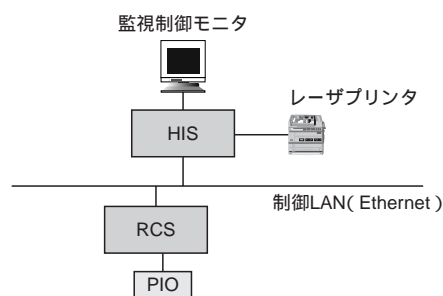 監視制御モニタ
レーザプリンタ
HIS
制御LAN( Ethernet )
RCS
PIO